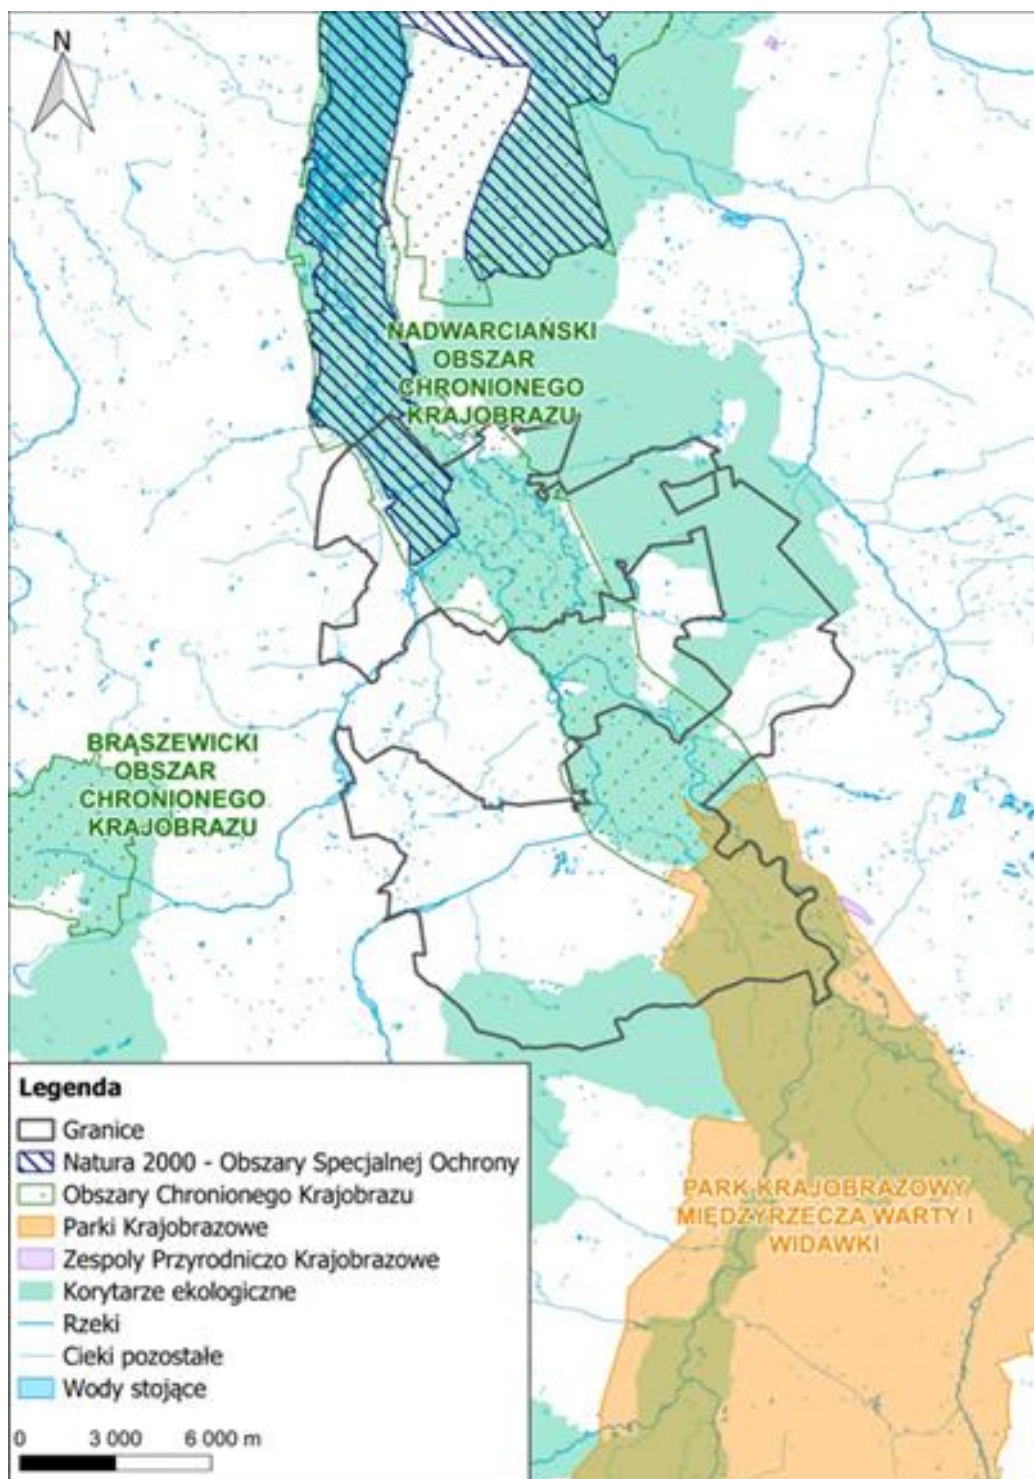 N
NADWARCIAŃSKI
OBSZAR
CHRONIONEGO
KRAJOBRAZU
BRĄSZEWICKI
OBSZAR
CHRONIONEGO
KRAJOBRAZU
PARK KRAJOBRAZOWY
MIĘDZYRZECZA WARTY I
WIDAWKI
Legenda
Granice
Natura 2000 - Obszary Specjalnej Ochrony
Obszary Chronionego Krajobrazu
Parki Krajobrazowe
Zespoly Przyrodniczo Krajobrazowe
Korytarze ekologiczne
Rzeki
Cieki pozostałe
Wody stojące
0 3 000 6 000 m